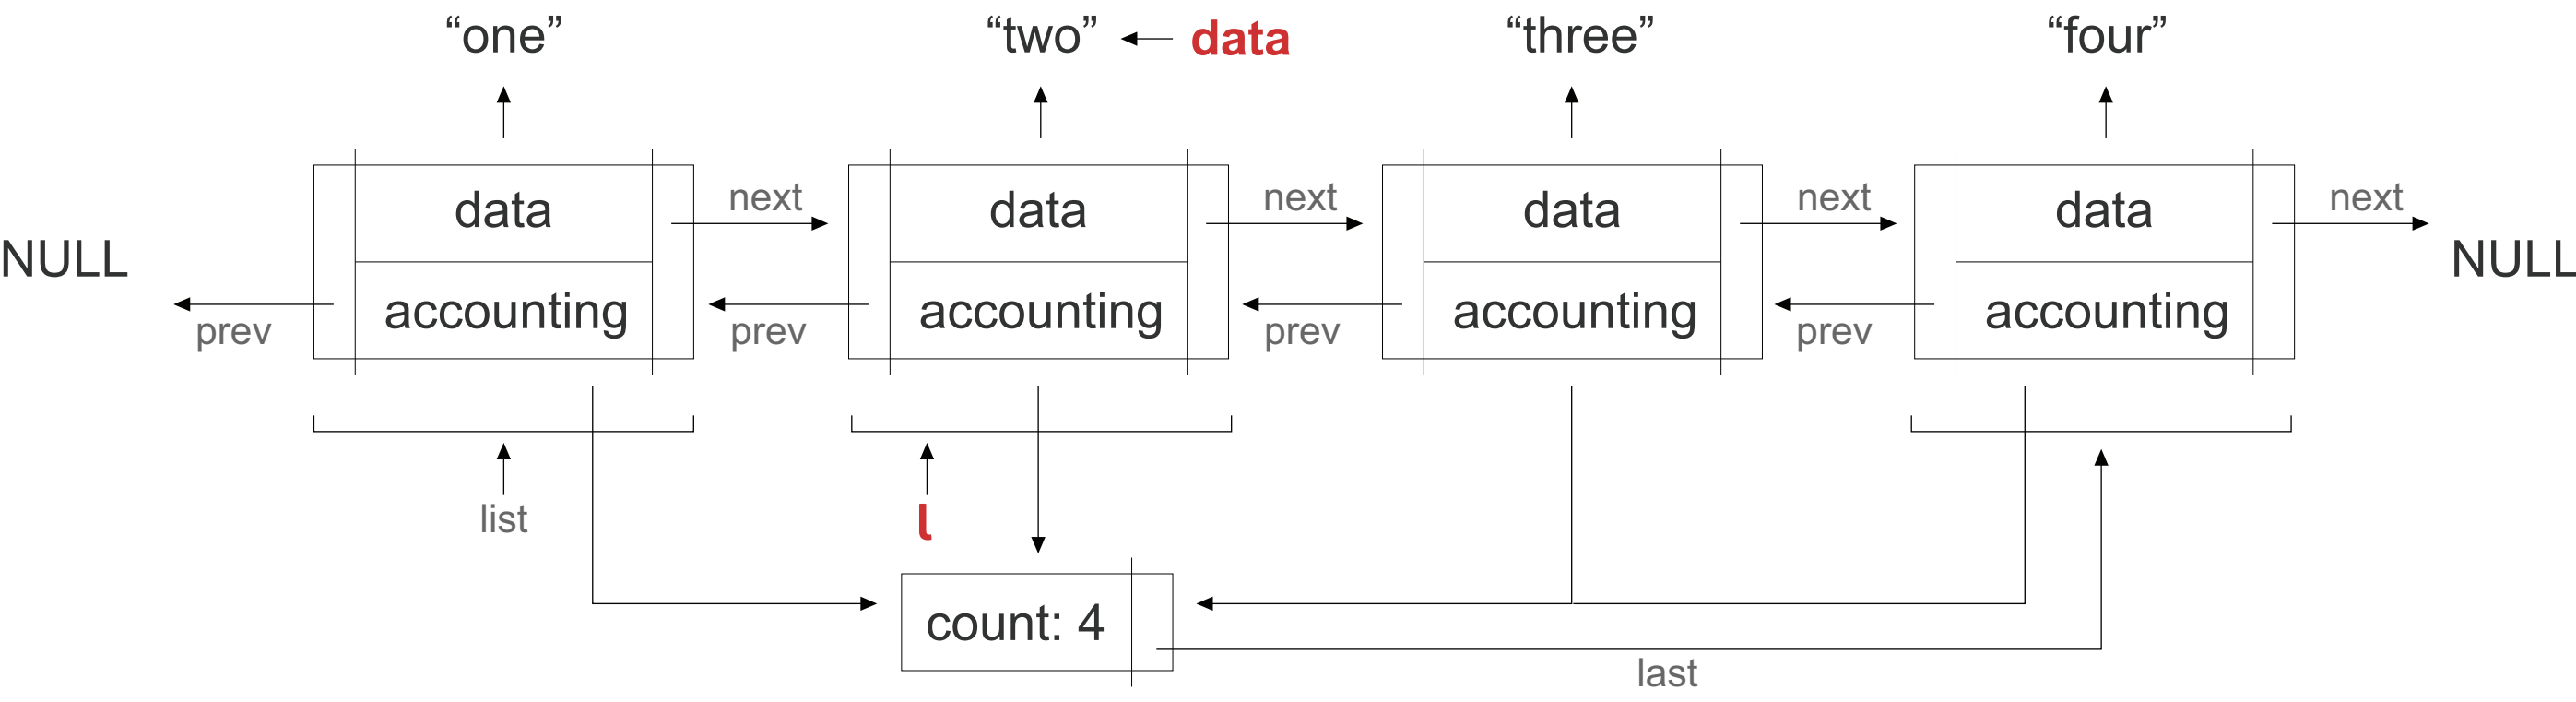 “one” “two” data “three” “four”
data next data next data next data next
NULL NULL
accounting accounting accounting accounting
prev prev prev prev
list l
count: 4
last